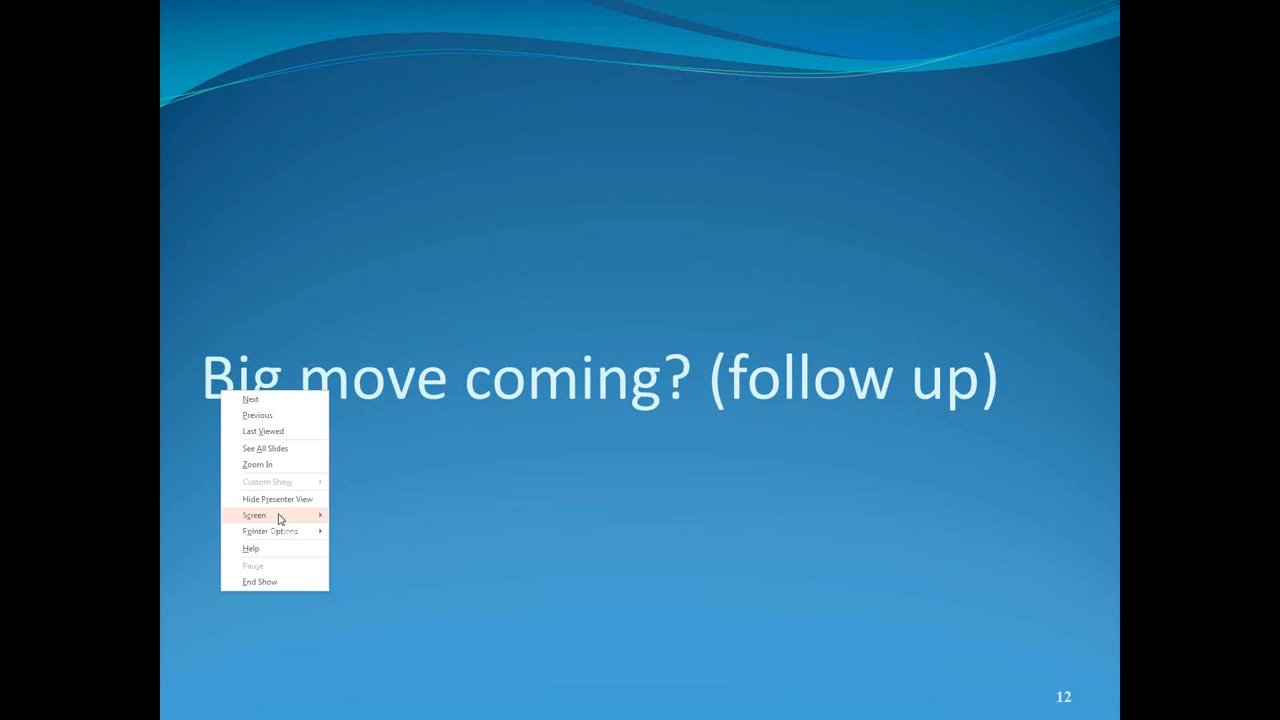 Big move coming? (follow up)
Next
Previous
Last Viewed
See All Slides
Zoom In
Custom Show
Hide Presenter View
Screen
Pointer Options
Help
Pause
End Show
12